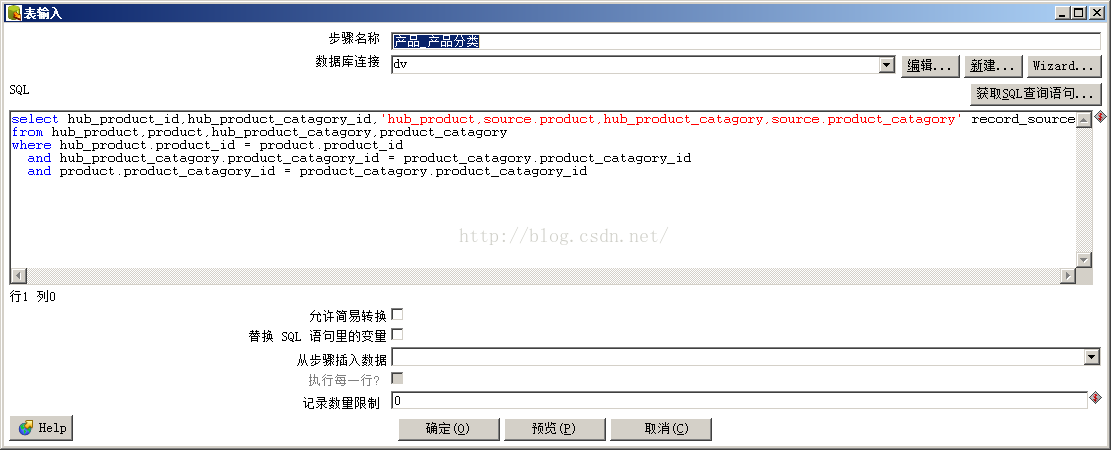 表输入
步骤名称 产品_产品分类
数据库连接 dv 编辑... 新建... Wizard...
SQL 获取SQL查询语句...
select hub_product_id,hub_product_catagory_id,'hub_product,source.product,hub_product_catagory,source.product_catagory' record_source
from hub_product,product,hub_product_catagory,product_catagory
where hub_product.product_id = product.product_id
and hub_product_catagory.product_catagory_id = product_catagory.product_catagory_id
and product.product_catagory_id = product_catagory.product_catagory_id
http://blog.csdn.net/
行1 列0
允许简易转换
替换 SQL 语句里的变量
从步骤插入数据
执行每一行?
记录数量限制 0
Help 确定(O) 预览(P) 取消(C)